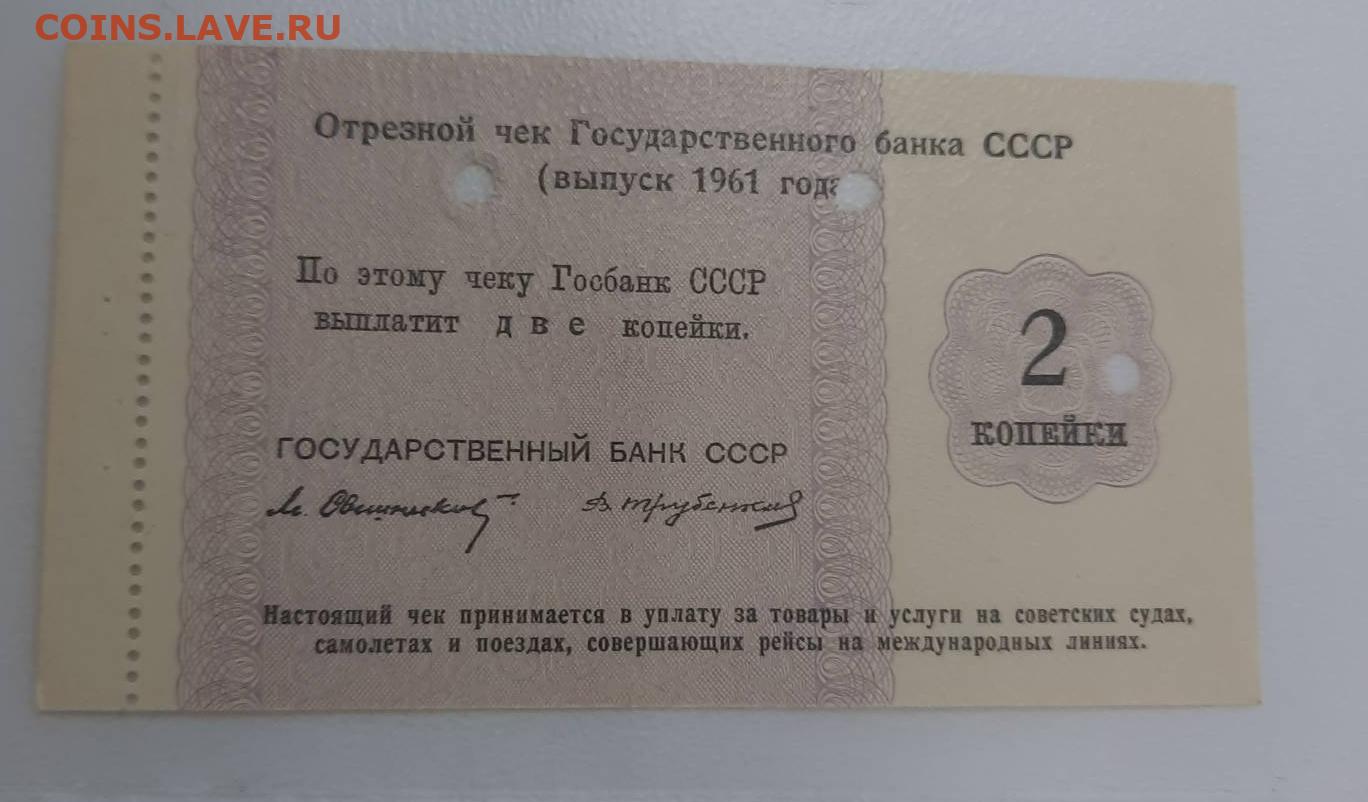 COINS.LAVE.RU
Отрезной чек Государственного банка СССР
(выпуск 1961 года
По этому чеку Госбанк СССР
выплатит две копейки.
2
КОПЕЙКИ
ГОСУДАРСТВЕННЫЙ БАНК СССР
Настоящий чек принимается в уплату за товары и услуги на советских судах,
самолетах и поездах, совершающих рейсы на международных линиях.